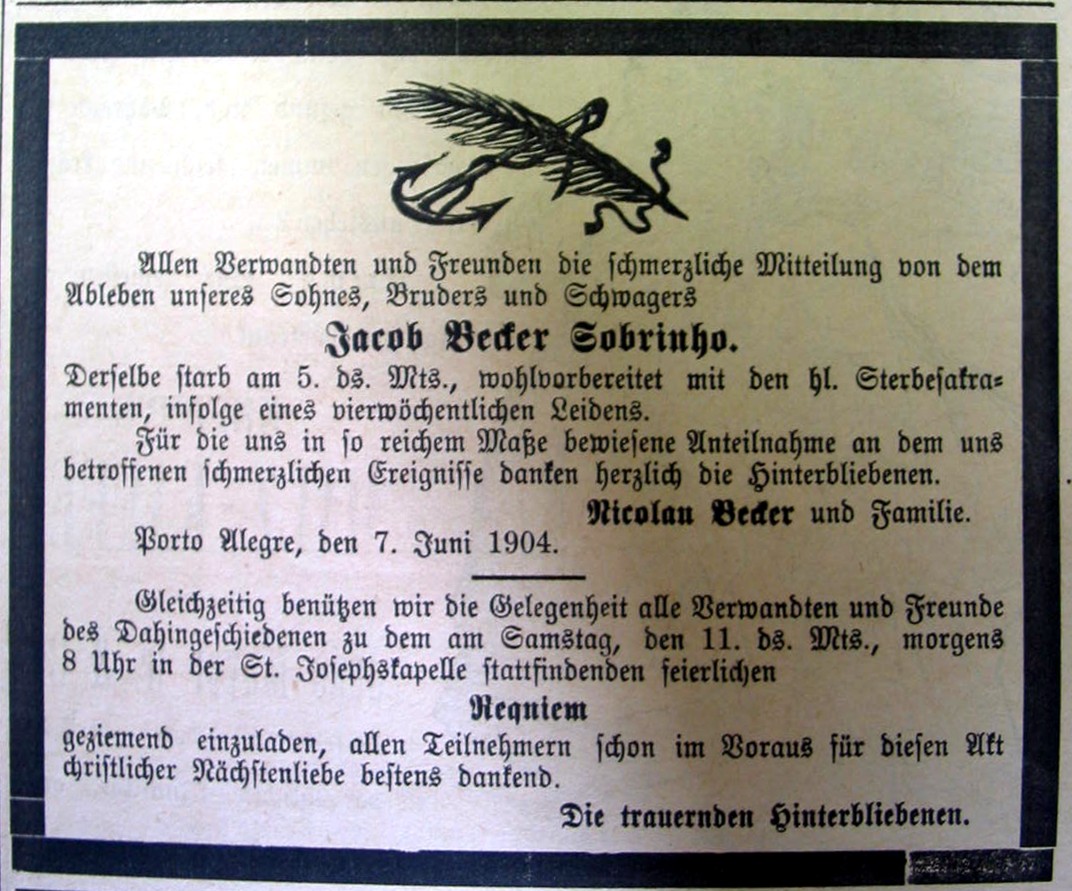 Allen Verwandten und Freunden die schmerzliche Mitteilung von dem
Ableben unseres Sohnes, Bruders und Schwagers
Jacob Becker Sobrinho.
Derselbe starb am 5. ds. Mts., wohlvorbereitet mit den hl. Sterbesakra-
menten, infolge eines vierwöchentlichen Leidens.
Für die uns in so reichem Maße bewiesene Anteilnahme an dem uns
betroffenen schmerzlichen Ereignisse danken herzlich die Hinterbliebenen.
Nicolau Becker und Familie.
Porto Alegre, den 7. Juni 1904.
Gleichzeitig benützen wir die Gelegenheit alle Verwandten und Freunde
des Dahingeschiedenen zu dem am Samstag, den 11. ds. Mts., morgens
8 Uhr in der St. Josephskapelle stattfindenden feierlichen
Requiem
geziemend einzuladen, allen Teilnehmern schon im Voraus für diesen Akt
christlicher Nächstenliebe bestens dankend.
Die trauernden Hinterbliebenen.